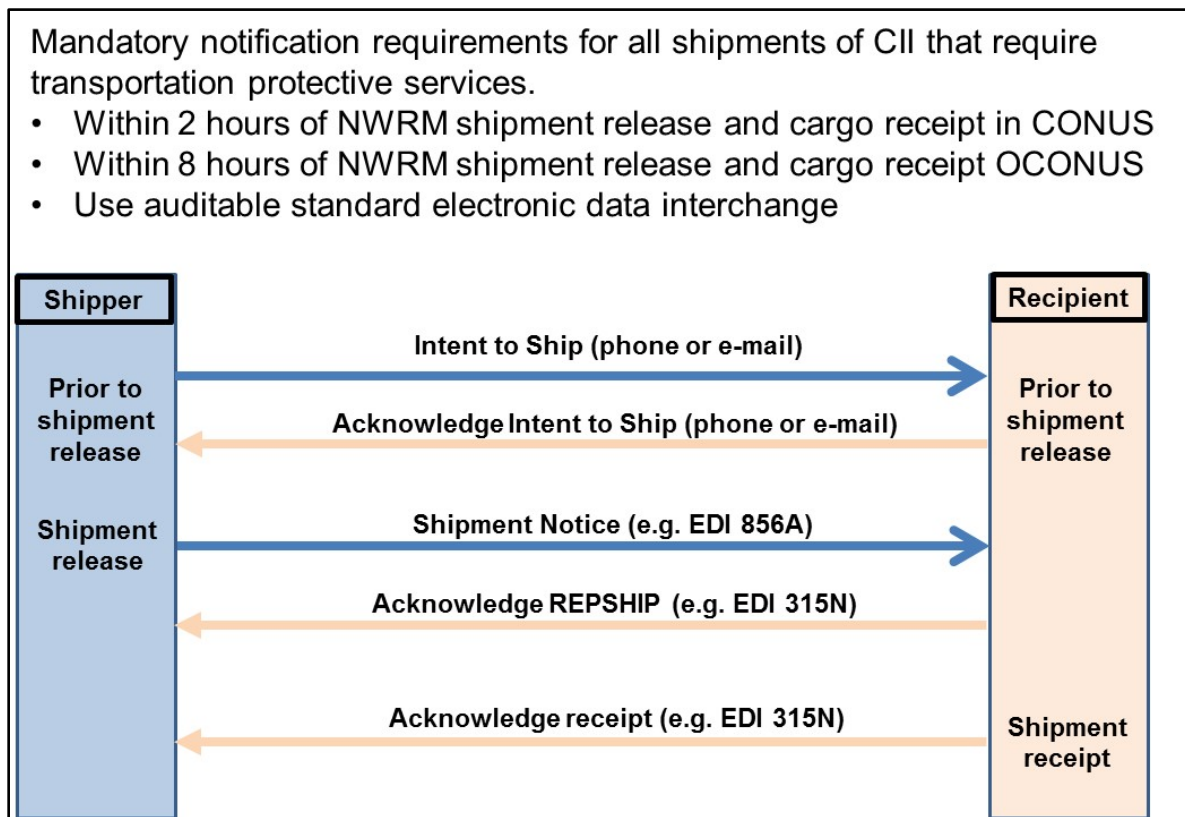 Mandatory notification requirements for all shipments of CII that require
transportation protective services.
• Within 2 hours of NWRM shipment release and cargo receipt in CONUS
• Within 8 hours of NWRM shipment release and cargo receipt OCONUS
• Use auditable standard electronic data interchange
Shipper
Recipient
Intent to Ship (phone or e-mail)
Prior to
shipment
release
Prior to
shipment
release
Acknowledge Intent to Ship (phone or e-mail)
Shipment
release
Shipment Notice (e.g. EDI 856A)
Acknowledge REPSHIP (e.g. EDI 315N)
Acknowledge receipt (e.g. EDI 315N)
Shipment
receipt